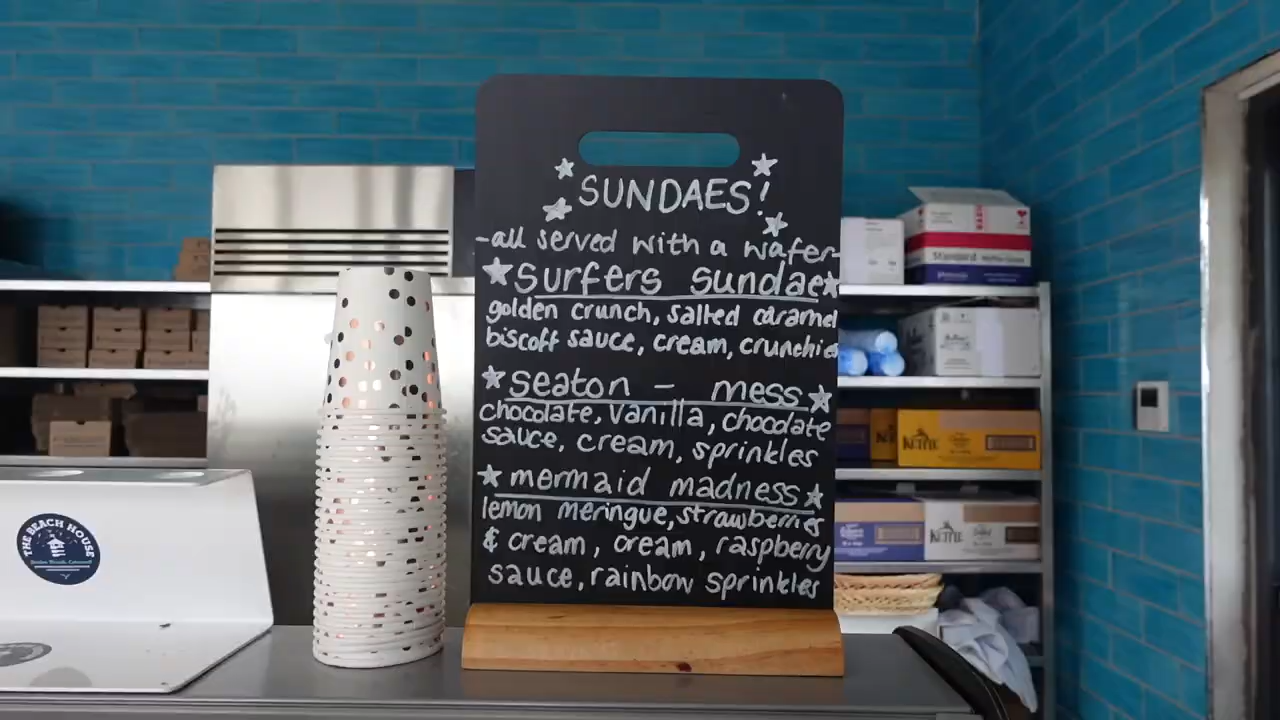 SUNDAES!
-all served with a wafer-
Surfers Sundae
golden crunch, salted caramel
biscoff sauce, cream, crunchies
seaton - mess
chocolate, vanilla, chocolate
sauce, cream, sprinkles
mermaid madness
lemon meringue, strawberries
& cream, cream, raspberry
sauce, rainbow sprinkles
THE BEACH HOUSE
Standard
KETTLE
KETTLE